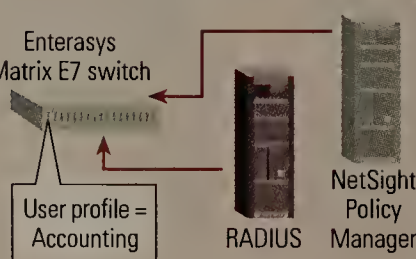 Enterasys
Matrix E7 switch
User profile =
Accounting
RADIUS
NetSight
Policy
Manager